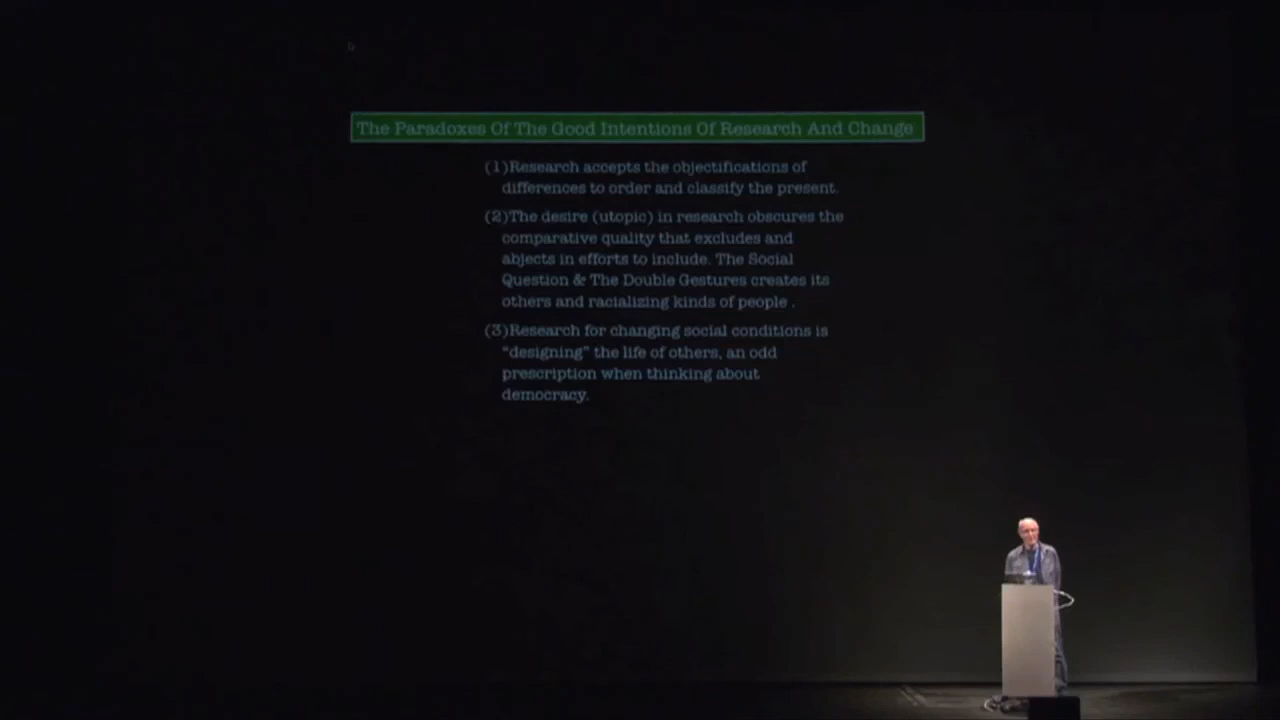 The Paradoxes Of The Good Intentions Of Research And Change
(1)Research accepts the objectifications of
differences to order and classify the present.
(2)The desire (utopic) in research obscures the
comparative quality that excludes and
abjects in efforts to include. The Social
Question & The Double Gestures creates its
others and racializing kinds of people .
(3)Research for changing social conditions is
“designing” the life of others, an odd
prescription when thinking about
democracy.